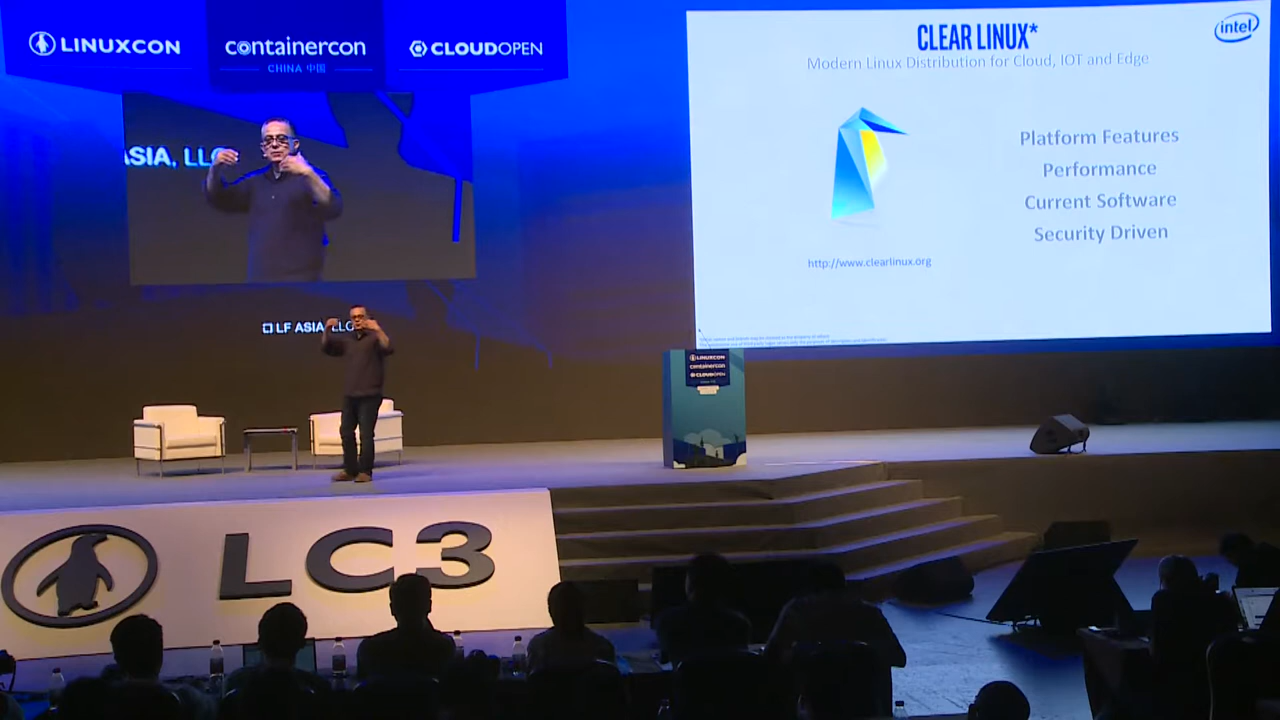 LINUXCON
containercon
CHINA 中国
CLOUDOPEN
ASIA, LLC
LF ASIA, LLC
CLEAR LINUX*
Modern Linux Distribution for Cloud, IOT and Edge
intel
Platform Features
Performance
Current Software
Security Driven
http://www.clearlinux.org
LINUXCON
containercon
CLOUDOPEN
LC3